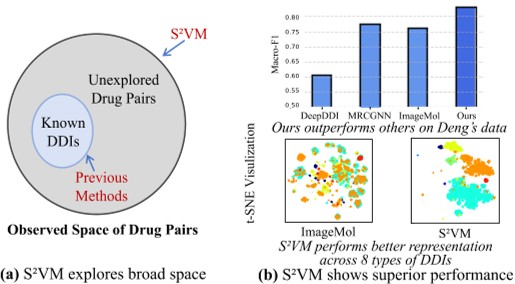 S²VM
Unexplored
Drug Pairs
Known
DDIs
Previous
Methods
Observed Space of Drug Pairs
(a) S²VM explores broad space
Macro-F1
0.80
0.75
0.70
0.65
0.60
0.55
0.50
DeepDDI MRCGNN ImageMol Ours
Ours outperforms others on Deng's data
t-SNE Visulization
ImageMol S²VM
S²VM performs better representation
across 8 types of DDIs
(b) S²VM shows superior performance